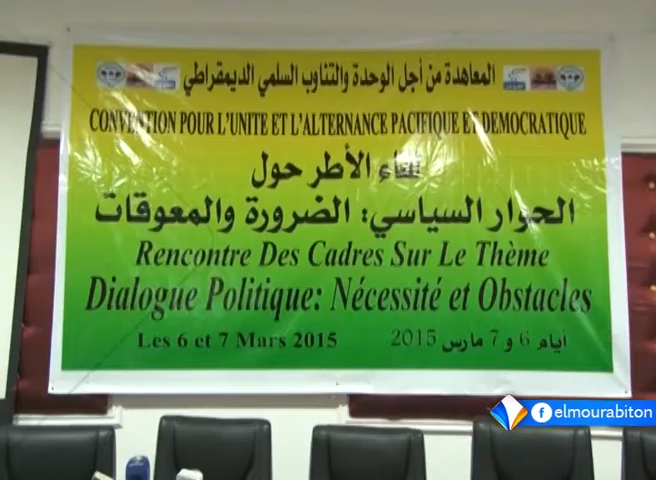 المعاهدة من أجل الوحدة والتناوب السلمي الديمقراطي
CONVENTION POUR L'UNITE ET L'ALTERNANCE PACIFIQUE ET DEMOCRATIQUE
لقاء الأطر حول
الحوار السياسي: الضرورة والمعوقات
Rencontre Des Cadres Sur Le Thème
Dialogue Politique: Nécessité et Obstacles
Les 6 et 7 Mars 2015
أيام 6 و 7 مارس 2015
elmourabiton